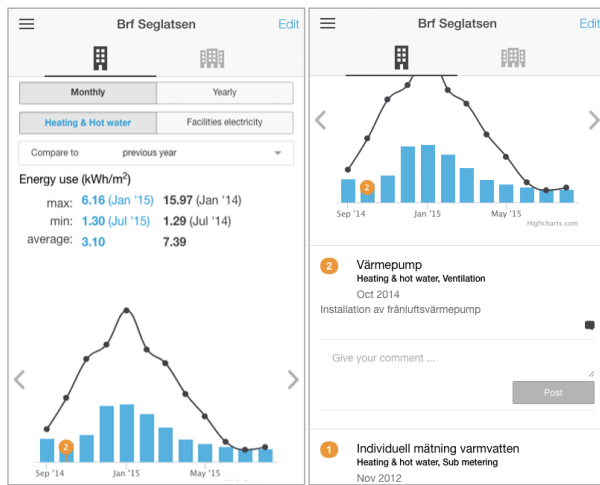 Brf Seglatsen
Edit
Monthly
Yearly
Heating & Hot water
Facilities electricity
Compare to previous year
Energy use (kWh/m²)
max: 6.16 (Jan '15) 15.97 (Jan '14)
min: 1.30 (Jul '15) 1.29 (Jul '14)
average: 3.10 7.39
2
Sep '14 Jan '15 May '15
Brf Seglatsen
Edit
2
Sep '14 Jan '15 May '15
Highcharts.com
2 Värmepump
Heating & hot water, Ventilation
Oct 2014
Installation av frånluftsvärmepump
Give your comment ...
Post
1 Individuell mätning varmvatten
Heating & hot water, Sub metering
Nov 2012